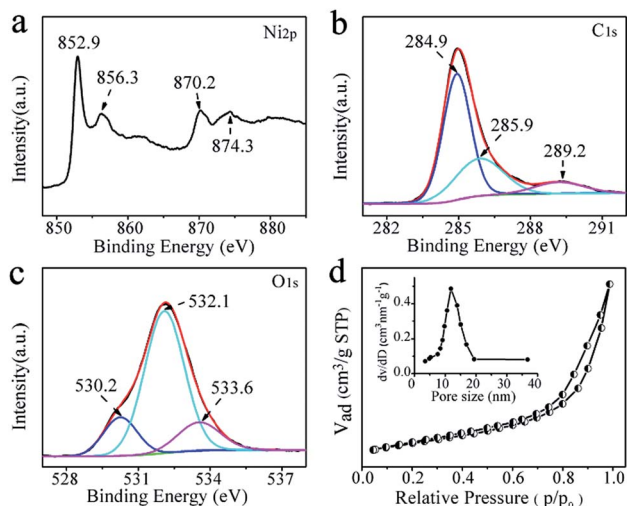 a
Ni2p
852.9
856.3
870.2
874.3
Intensity(a.u.)
850 860 870 880
Binding Energy (eV)
b
C1s
284.9
285.9
289.2
Intensity(a.u.)
282 285 288 291
Binding Energy (eV)
c
O1s
532.1
530.2
533.6
Intensity(a.u.)
528 531 534 537
Binding Energy (eV)
d
Vad (cm³/g STP)
dv/dD (cm³nm⁻¹g⁻¹)
0.4
0.2
0.0
0 10 20 30 40
Pore size (nm)
0.0 0.2 0.4 0.6 0.8 1.0
Relative Pressure ( p/p₀)